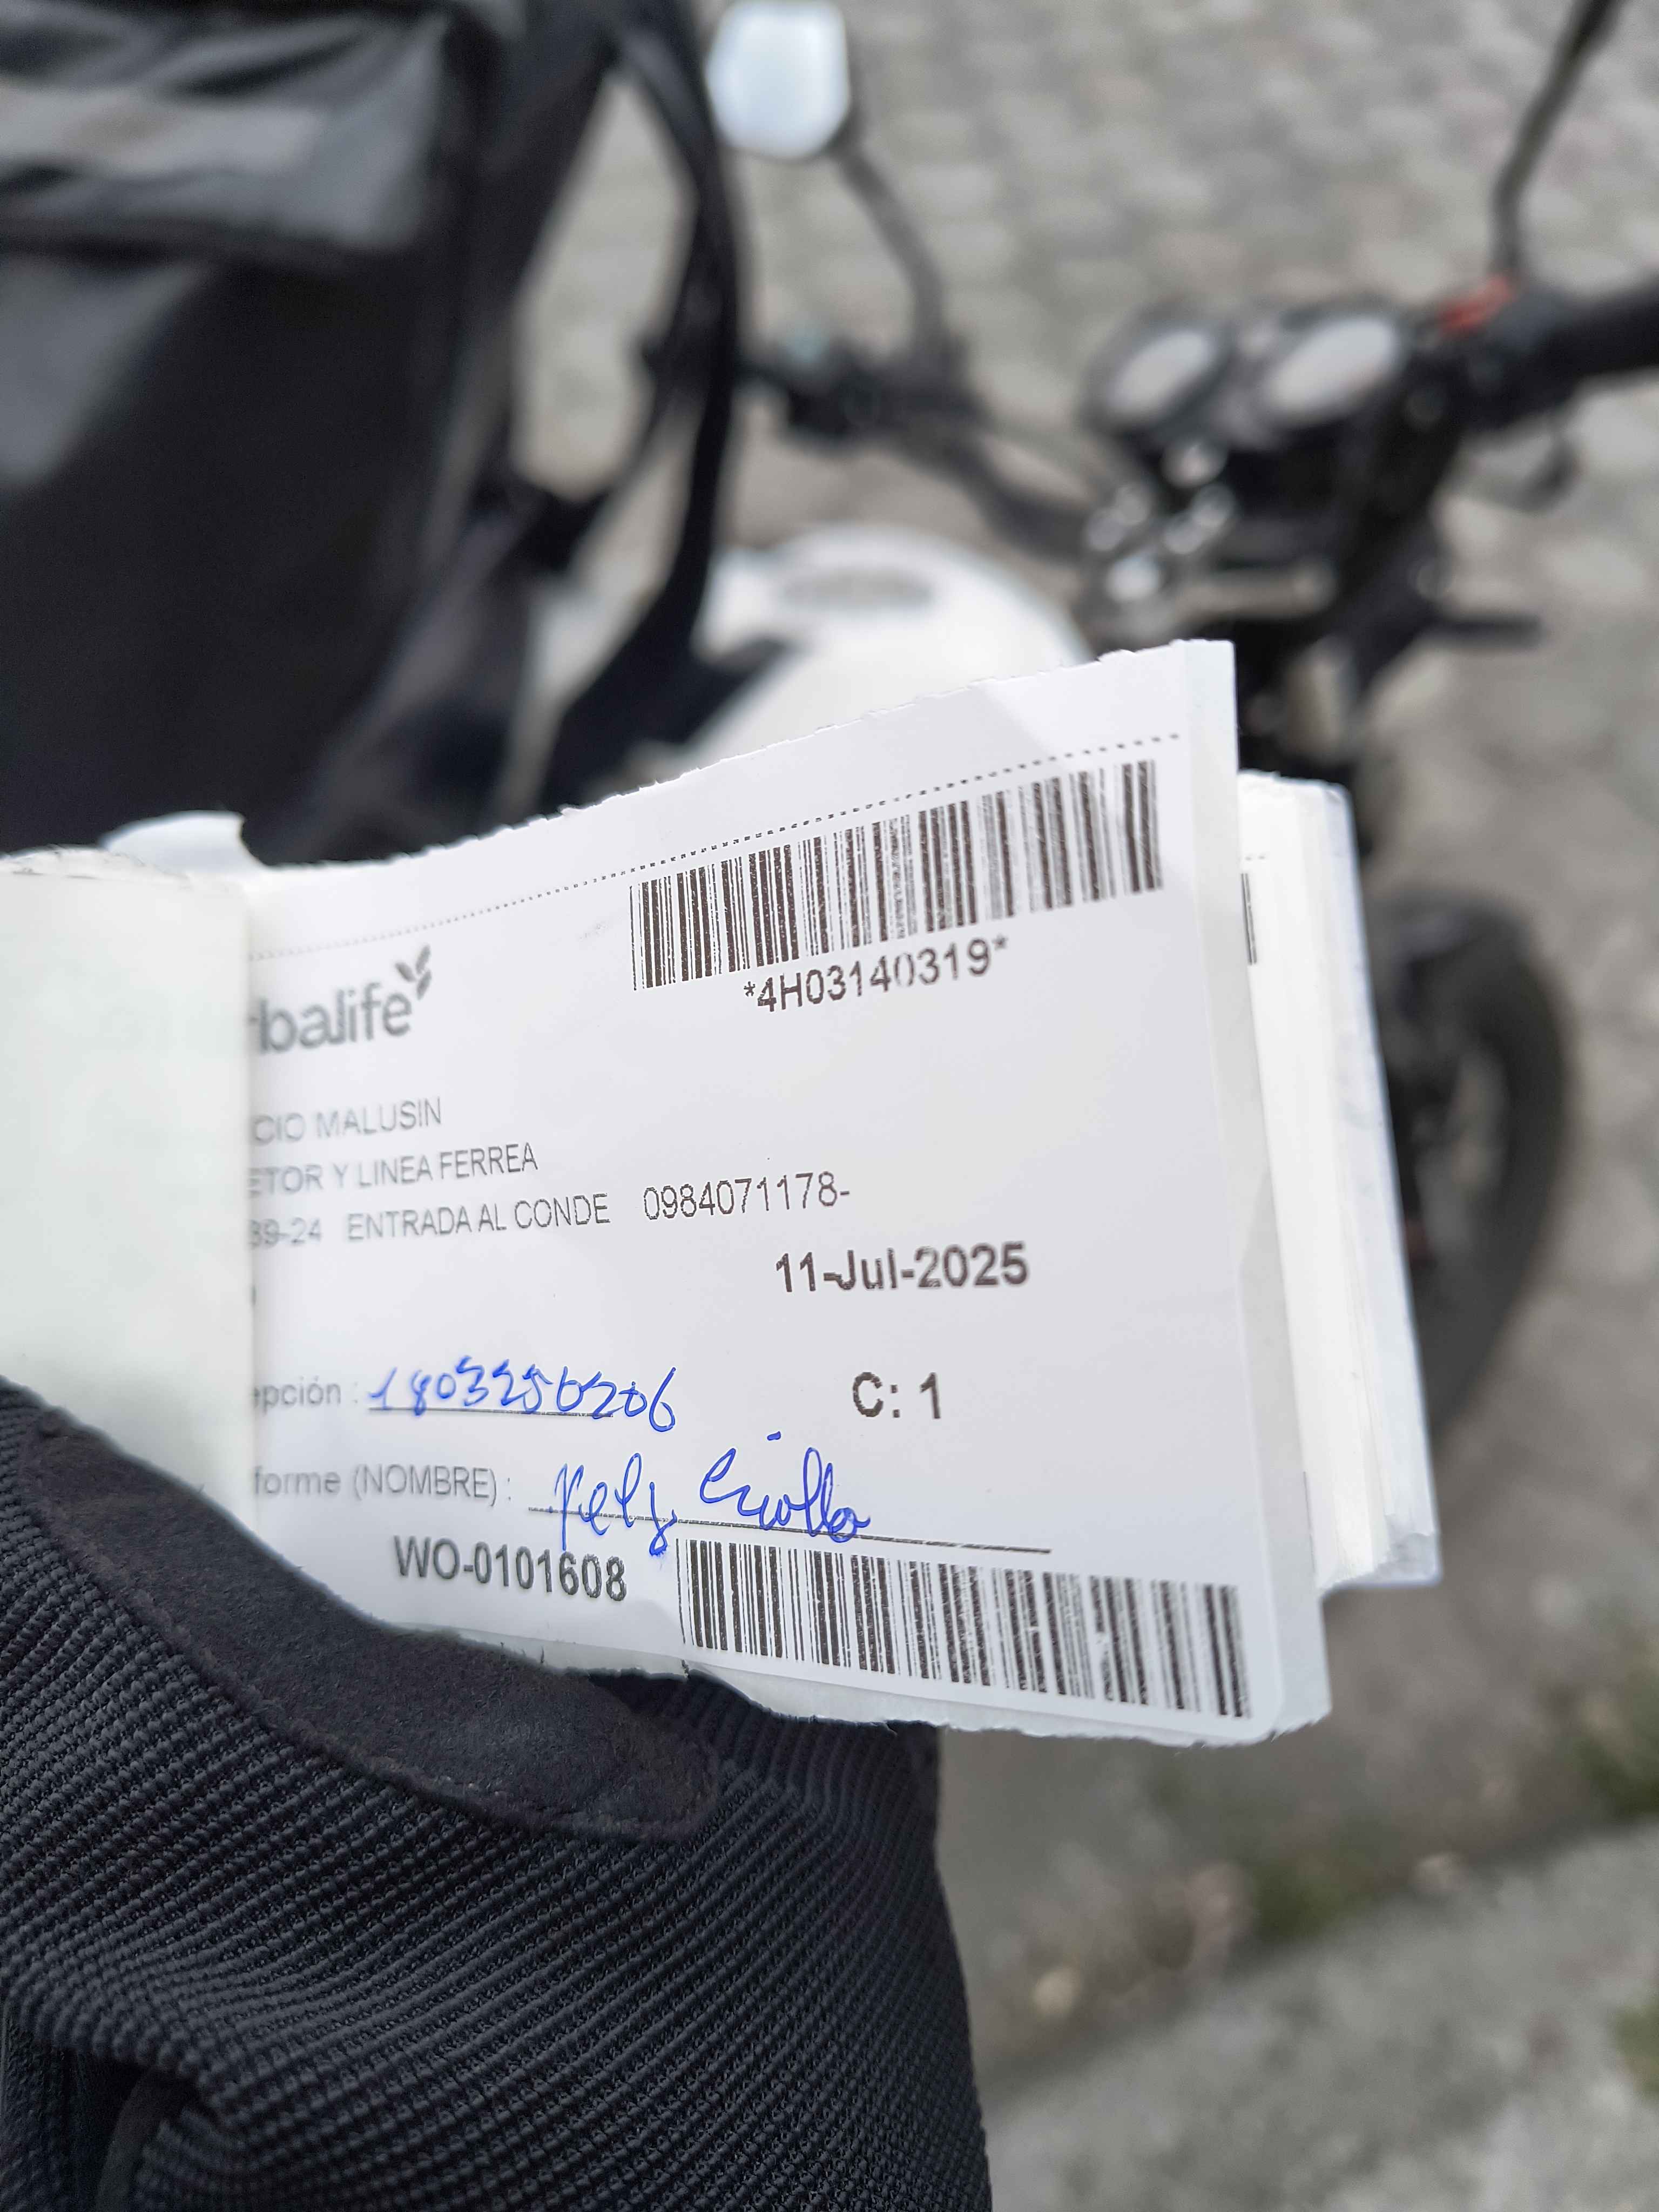 *4H03140319*
rbalife
CIO MALUSIN
ETOR Y LINEA FERREA
39-24 ENTRADA AL CONDE 0984071178-
11-Jul-2025
epción : 1803250206
C: 1
forme (NOMBRE) :
WO-0101608